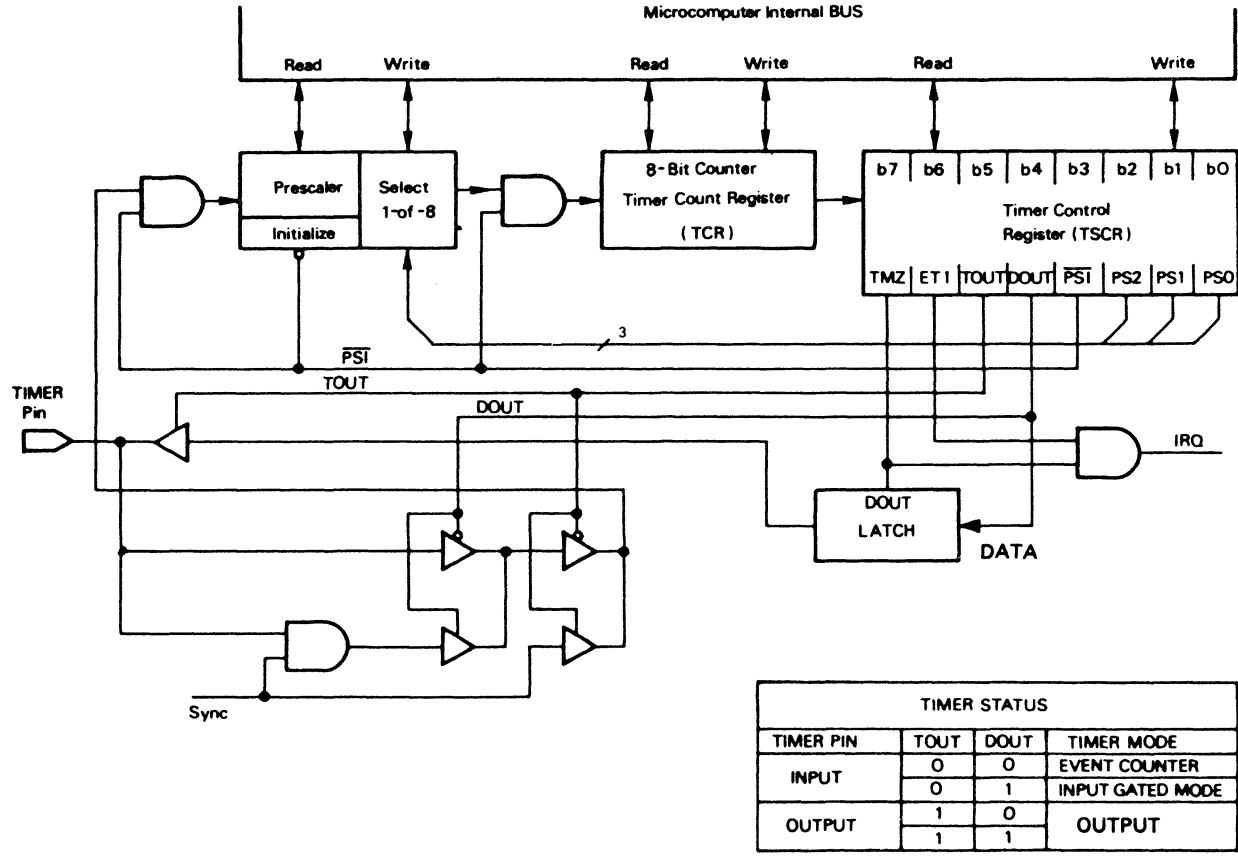 Microcomputer Internal BUS
Read Write Read Write Read Write
Prescaler
Initialize
Select
1-of-8
8-Bit Counter
Timer Count Register
(TCR)
b7 b6 b5 b4 b3 b2 b1 b0
Timer Control
Register (TSCR)
TMZ ETI TOUT DOUT PSI PS2 PS1 PS0
3
PSI
TOUT
DOUT
TIMER
Pin
IRQ
DOUT
LATCH
DATA
Sync
TIMER STATUS
TIMER PIN TOUT DOUT TIMER MODE
INPUT 0 0 EVENT COUNTER
0 1 INPUT GATED MODE
OUTPUT 1 0 OUTPUT
1 1